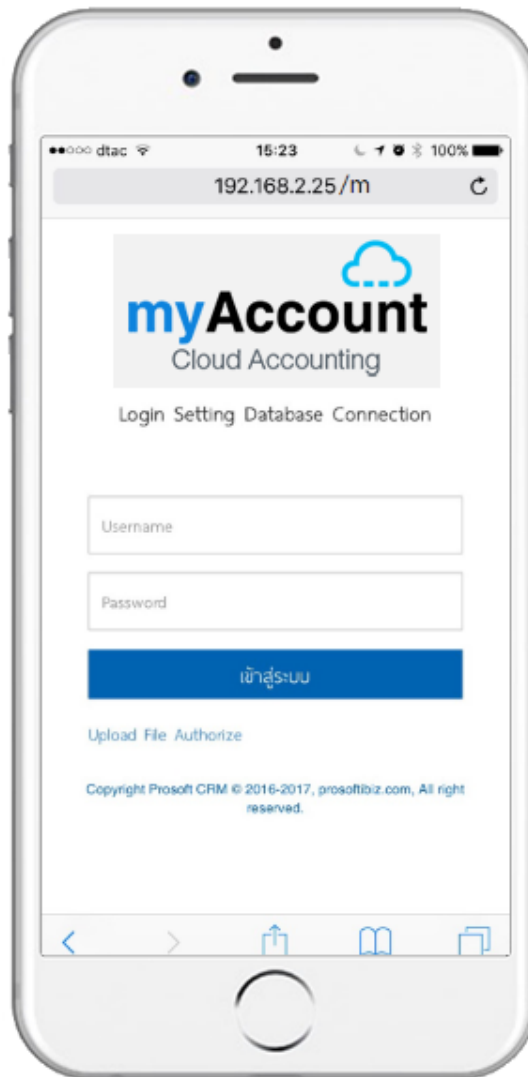 dtac 15:23 100%
192.168.2.25/m
myAccount
Cloud Accounting
Login Setting Database Connection
Username
Password
เข้าสู่ระบบ
Upload File Authorize
Copyright Prosoft CRM © 2016-2017, prosoftibiz.com, All right
reserved.